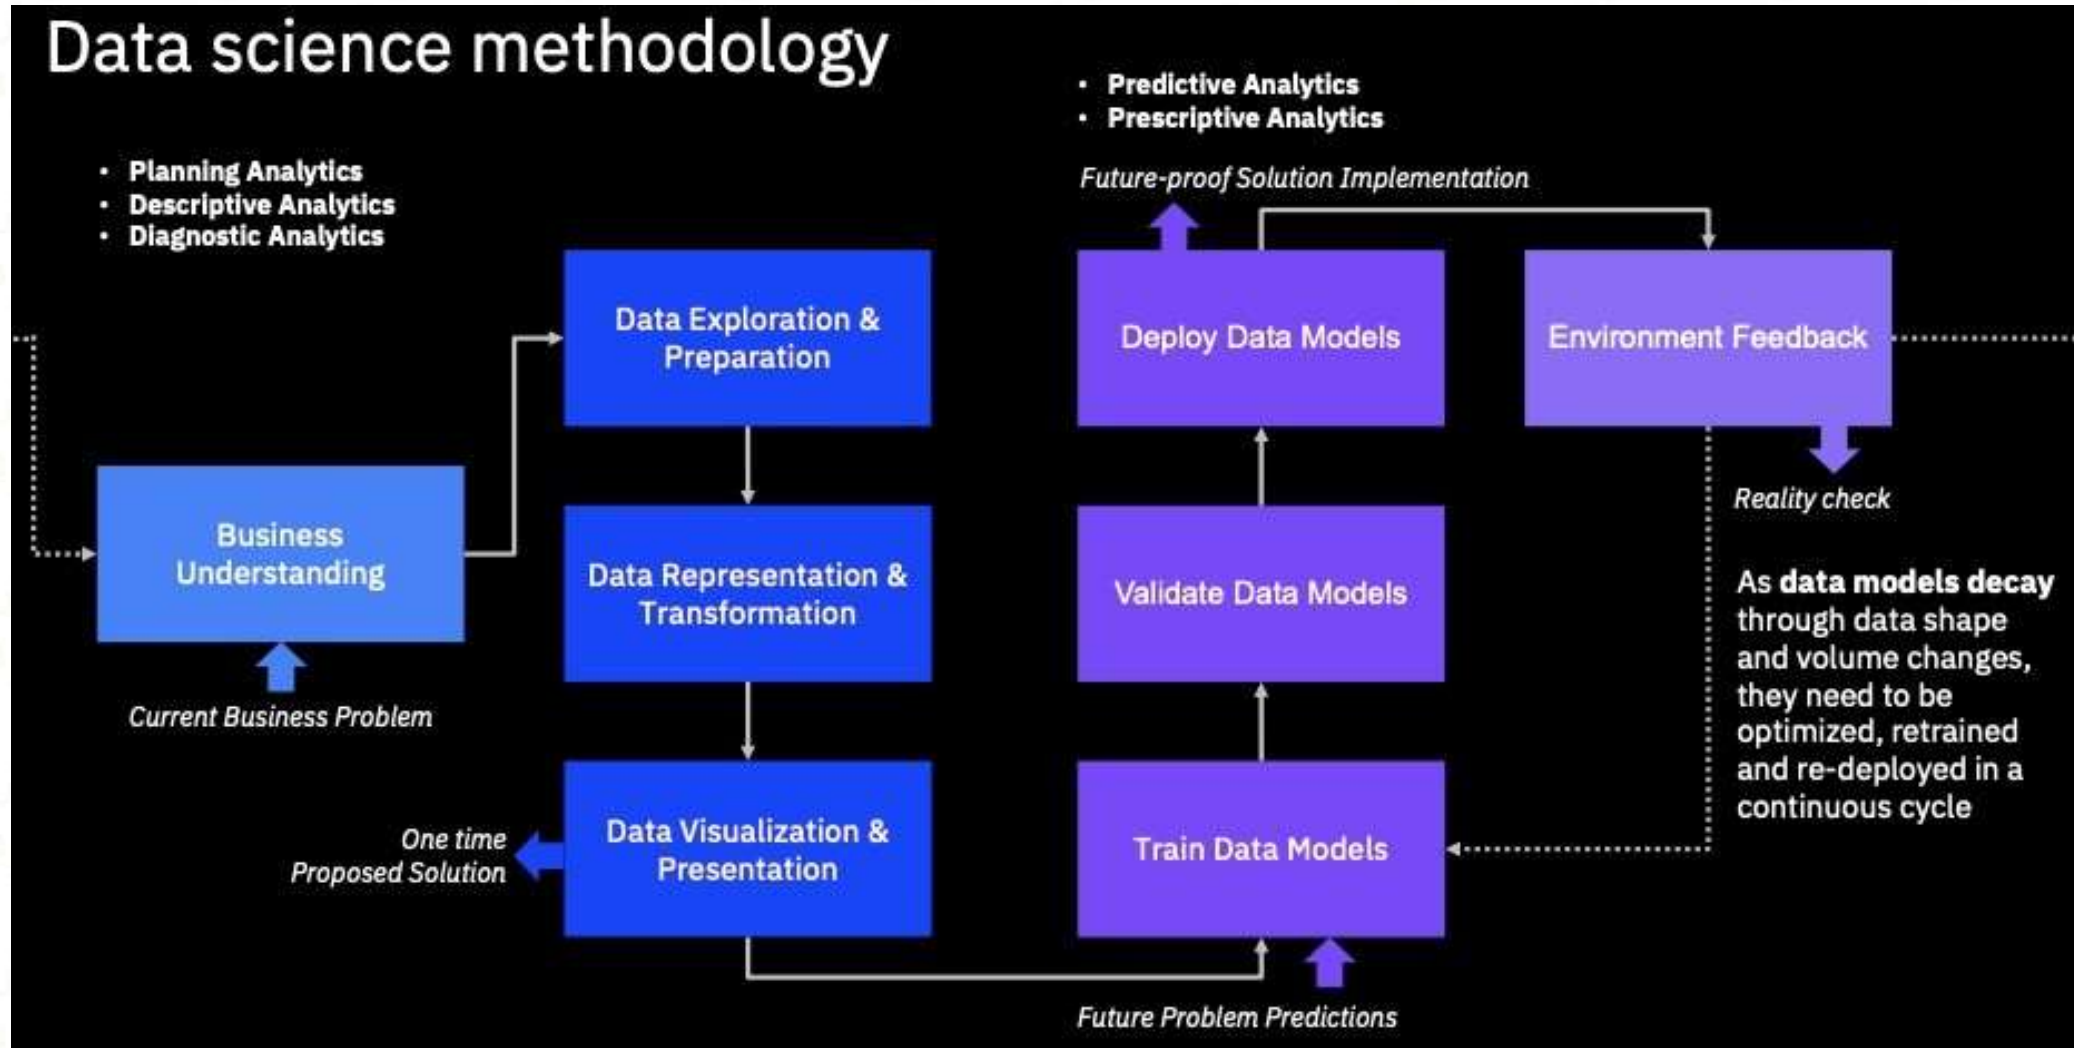 Data science methodology
• Planning Analytics
• Descriptive Analytics
• Diagnostic Analytics
Business
Understanding
Current Business Problem
Data Exploration &
Preparation
Data Representation &
Transformation
Data Visualization &
Presentation
One time
Proposed Solution
• Predictive Analytics
• Prescriptive Analytics
Future-proof Solution Implementation
Deploy Data Models
Validate Data Models
Train Data Models
Future Problem Predictions
Environment Feedback
Reality check
As data models decay
through data shape
and volume changes,
they need to be
optimized, retrained
and re-deployed in a
continuous cycle